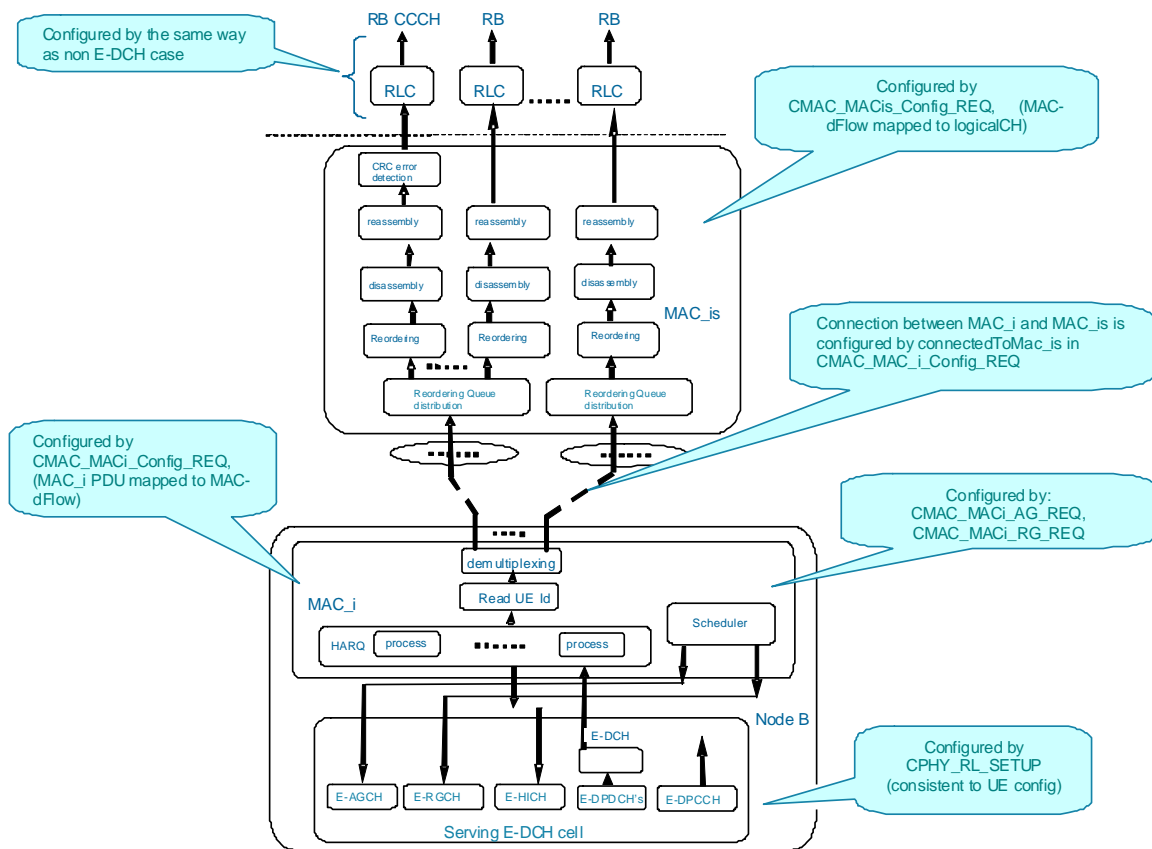 RB CCCH
RB
RB
Configured by the same way
as non E-DCH case
RLC
RLC
RLC
Configured by
CMAC_MACis_Config_REQ, (MAC-
dFlow mapped to logicalCH)
CRC error
detection
reassembly
reassembly
reassembly
disassembly
disassembly
disassembly
MAC_is
Reordering
Reordering
Reordering
Connection between MAC_i and MAC_is is
configured by connectedToMac_is in
CMAC_MAC_i_Config_REQ
Reordering Queue
distribution
Reordering Queue
distribution
Configured by
CMAC_MACi_Config_REQ,
(MAC_i PDU mapped to MAC-
dFlow)
Configured by:
CMAC_MACi_AG_REQ,
CMAC_MACi_RG_REQ
demultiplexing
Read UE Id
MAC_i
Scheduler
HARQ
process
process
Node B
E-DCH
Configured by
CPHY_RL_SETUP
(consistent to UE config)
E-AGCH
E-RGCH
E-HICH
E-DPDCH's
E-DPCCH
Serving E-DCH cell